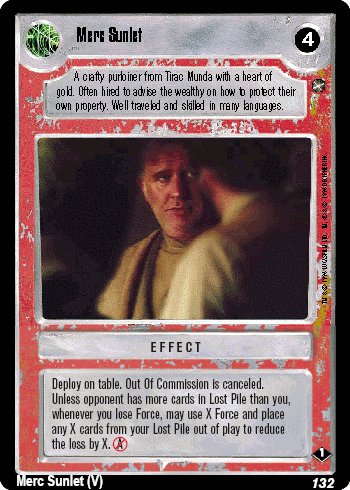 Merc Sunlet
4
A crafty purloiner from Tirac Munda with a heart of
gold. Often hired to advise the wealthy on how to protect their
own property. Well traveled and skilled in many languages.
EFFECT
Deploy on table. Out Of Commission is canceled.
Unless opponent has more cards in Lost Pile than you,
whenever you lose Force, may use X Force and place
any X cards from your Lost Pile out of play to reduce
the loss by X. A
1
Merc Sunlet (V)
132